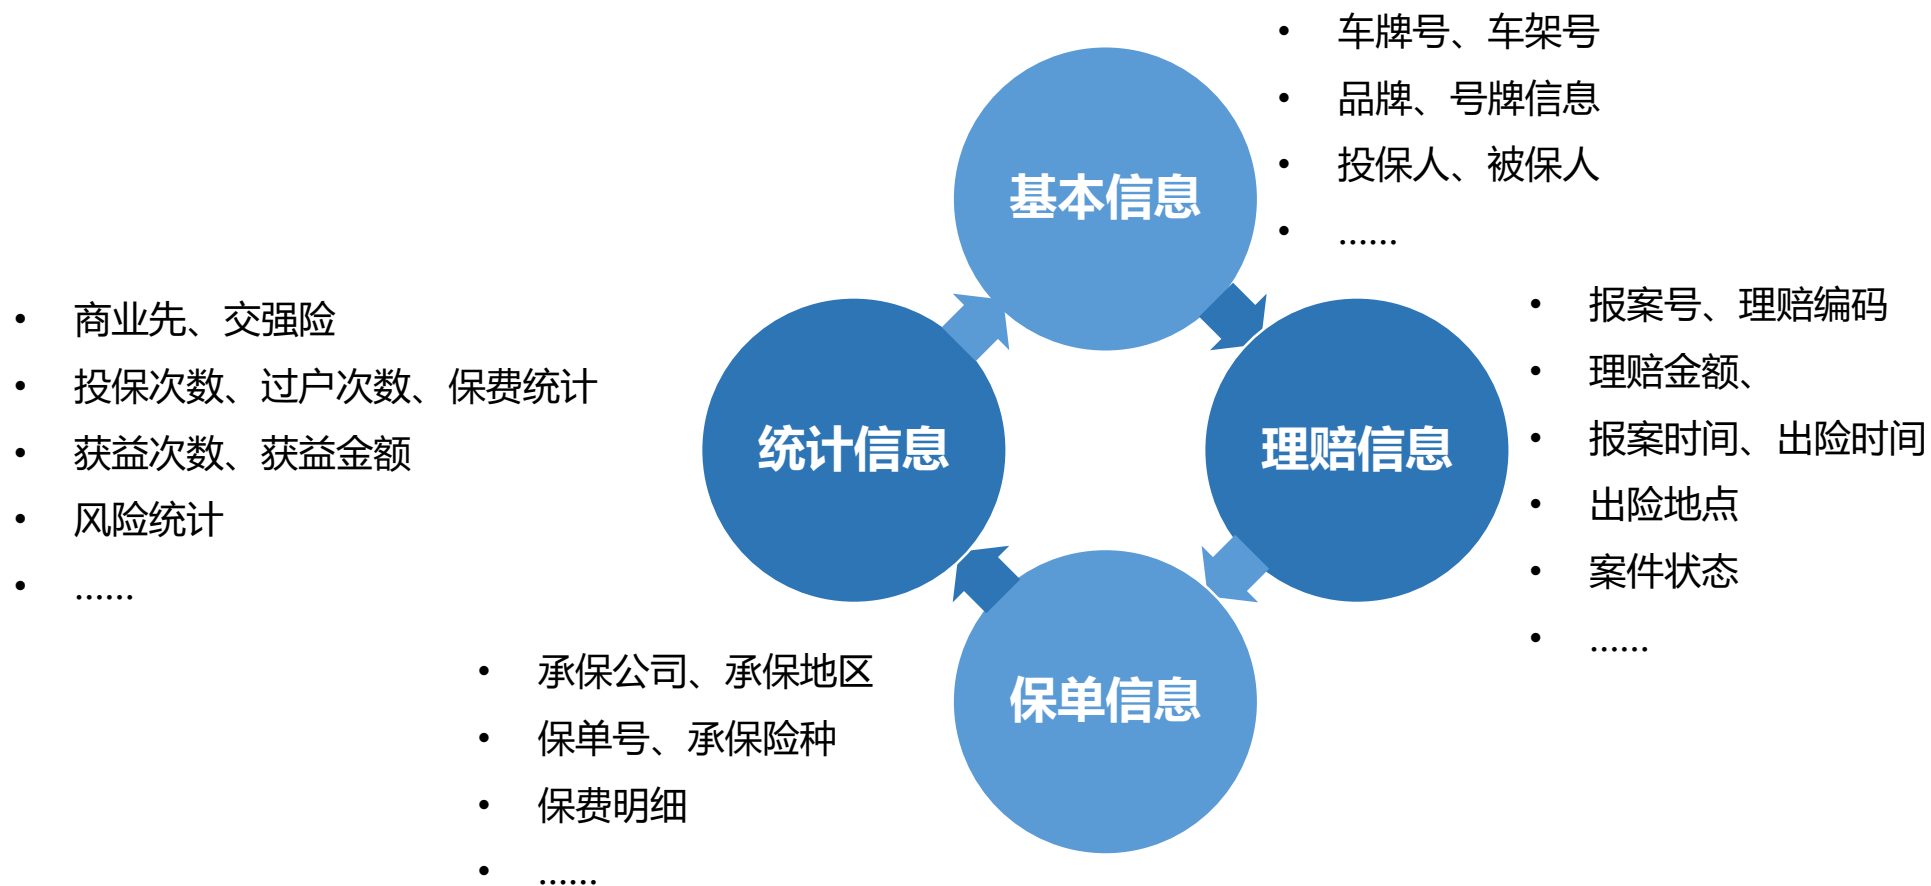 基本信息
• 车牌号、车架号
• 品牌、号牌信息
• 投保人、被保人
• ......
理赔信息
• 报案号、理赔编码
• 理赔金额、
• 报案时间、出险时间
• 出险地点
• 案件状态
• ......
保单信息
• 承保公司、承保地区
• 保单号、承保险种
• 保费明细
• ......
统计信息
• 商业先、交强险
• 投保次数、过户次数、保费统计
• 获益次数、获益金额
• 风险统计
• ......